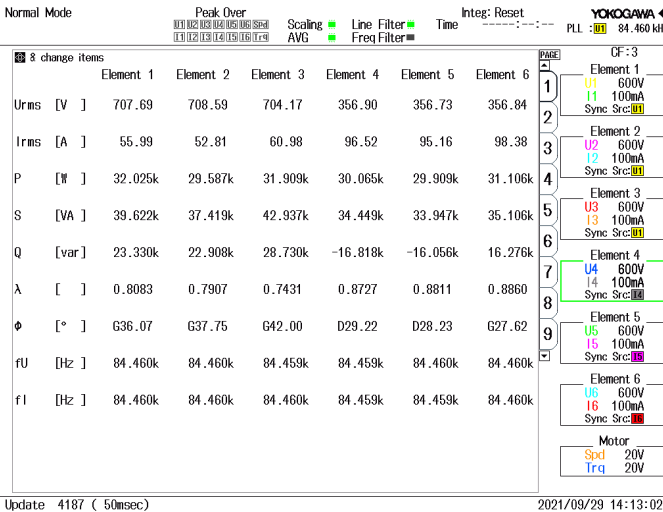 Normal Mode Peak Over Scaling Line Filter Time Integ: Reset YOKOGAWA
U1 U2 U3 U4 U5 U6 Spd AVG Freq Filter -----:--:-- PLL :U1 84.460 kH
I1 I2 I3 I4 I5 I6 Trq
8 change items PAGE CF:3
Element 1 Element 2 Element 3 Element 4 Element 5 Element 6
Urms [V ] 707.69 708.59 704.17 356.90 356.73 356.84
Irms [A ] 55.99 52.81 60.98 96.52 95.16 98.38
P [W ] 32.025k 29.587k 31.909k 30.065k 29.909k 31.106k
S [VA ] 39.622k 37.419k 42.937k 34.449k 33.947k 35.106k
Q [var] 23.330k 22.908k 28.730k -16.818k -16.056k 16.276k
λ [ ] 0.8083 0.7907 0.7431 0.8727 0.8811 0.8860
Φ [° ] G36.07 G37.75 G42.00 D29.22 D28.23 G27.62
fU [Hz ] 84.460k 84.460k 84.459k 84.459k 84.460k 84.460k
fI [Hz ] 84.460k 84.460k 84.460k 84.459k 84.459k 84.460k
1
2
3
4
5
6
7
8
9
Element 1
U1 600V
I1 100mA
Sync Src:U1
Element 2
U2 600V
I2 100mA
Sync Src:U1
Element 3
U3 600V
I3 100mA
Sync Src:U1
Element 4
U4 600V
I4 100mA
Sync Src:I4
Element 5
U5 600V
I5 100mA
Sync Src:I5
Element 6
U6 600V
I6 100mA
Sync Src:I6
Motor
Spd 20V
Trq 20V
Update 4187 ( 50msec) 2021/09/29 14:13:02